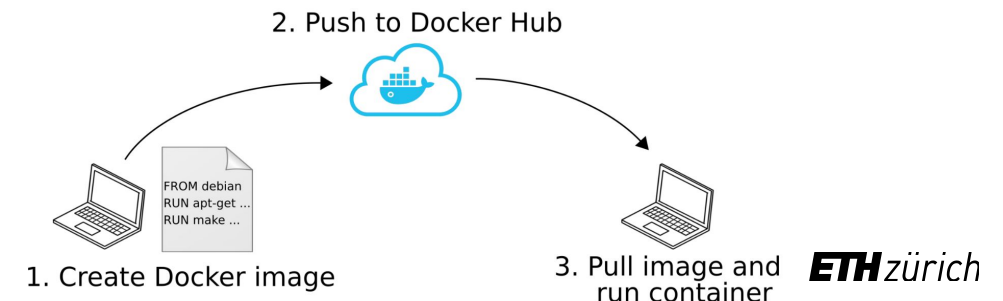 2. Push to Docker Hub
FROM debian
RUN apt-get ...
RUN make ...
1. Create Docker image
3. Pull image and
run container
ETH zürich